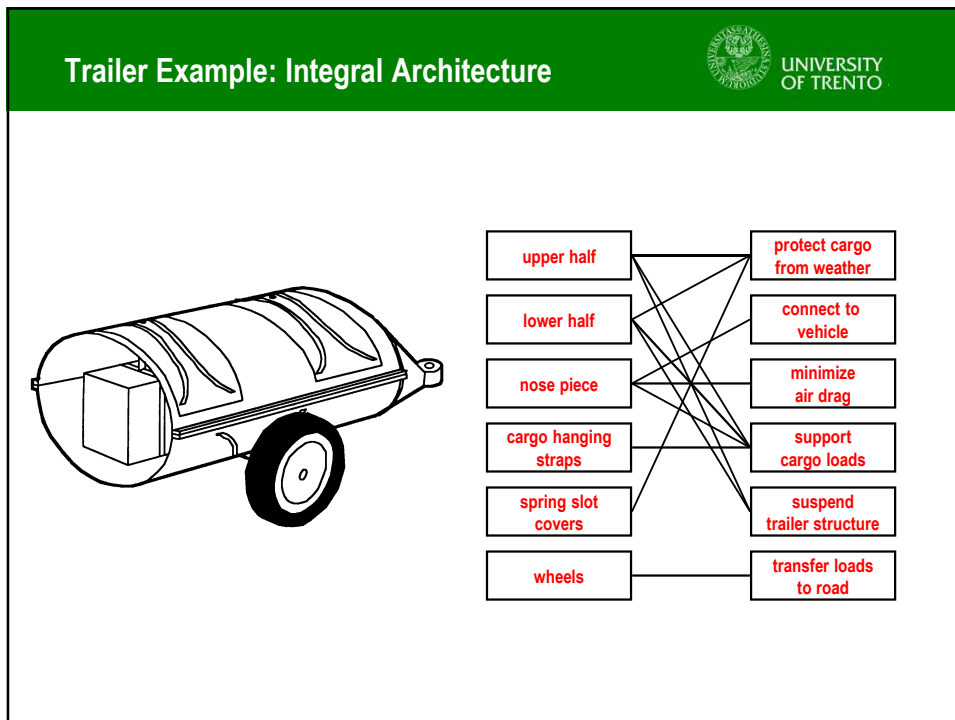 Trailer Example: Integral Architecture
UNIVERSITY
OF TRENTO
upper half
lower half
nose piece
cargo hanging
straps
spring slot
covers
wheels
protect cargo
from weather
connect to
vehicle
minimize
air drag
support
cargo loads
suspend
trailer structure
transfer loads
to road